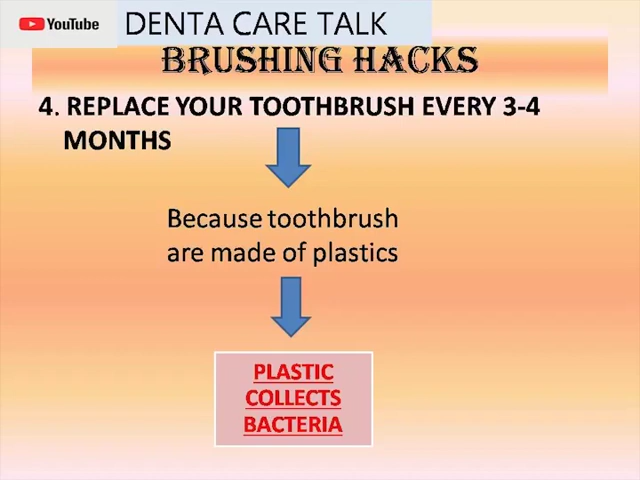 YouTube
DENTA CARE TALK
BRUSHING HACKS
4. REPLACE YOUR TOOTHBRUSH EVERY 3-4
MONTHS
Because toothbrush
are made of plastics
PLASTIC
COLLECTS
BACTERIA